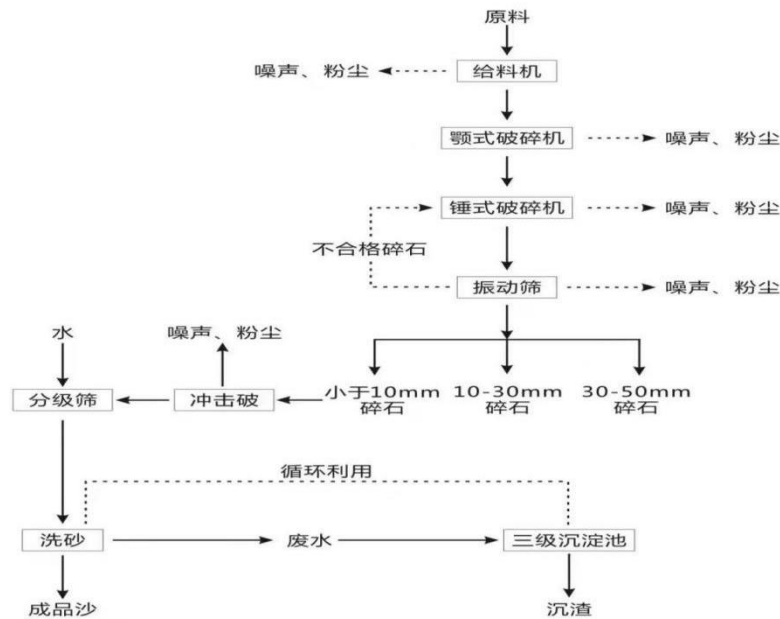 原料
噪声、粉尘
给料机
颚式破碎机
噪声、粉尘
锤式破碎机
噪声、粉尘
不合格碎石
振动筛
噪声、粉尘
水
噪声、粉尘
分级筛
冲击破
小于10mm
碎石
10-30mm
碎石
30-50mm
碎石
循环利用
洗砂
废水
三级沉淀池
成品沙
沉渣